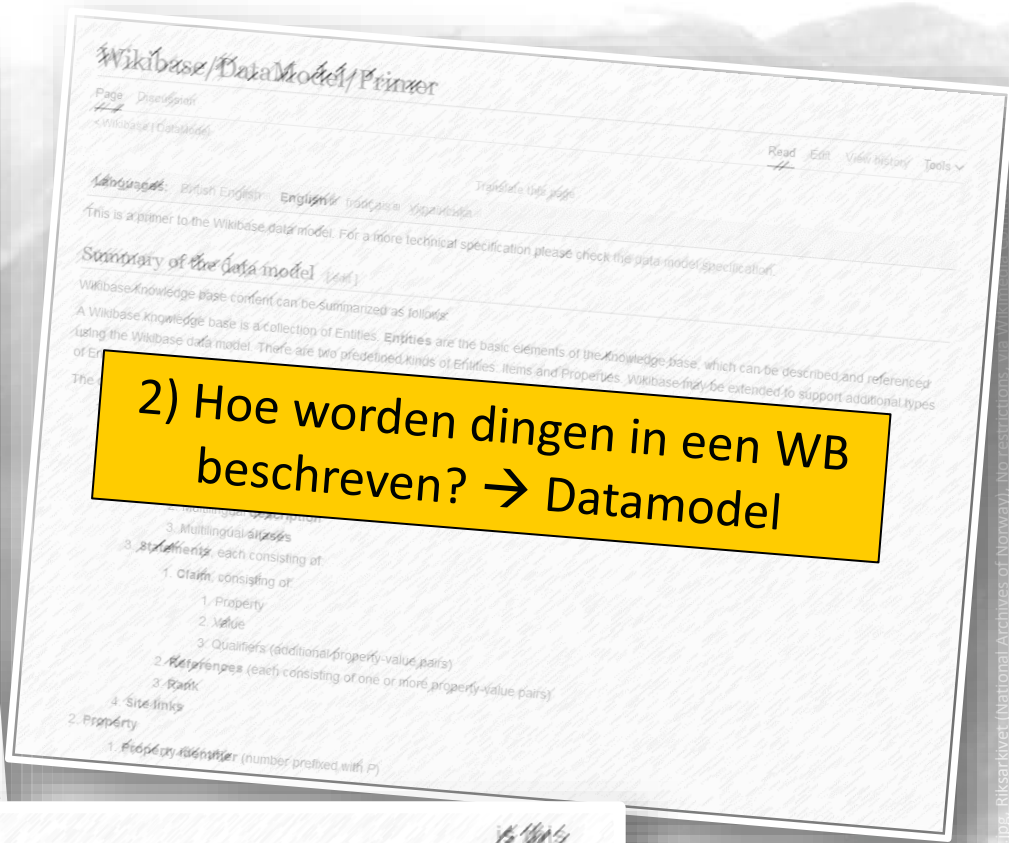 Wikibase/DataModel/Primer
Page Discussion
< Wikibase | DataModel
Read Edit View history Tools
Languages: British English English français
Translate this page
This is a primer to the Wikibase data model. For a more technical specification please check the data model specification.
Summary of the data model [edit]
Wikibase knowledge base content can be summarized as follows:
A Wikibase knowledge base is a collection of Entities. Entities are the basic elements of the knowledge base, which can be described and referenced
using the Wikibase data model. There are two predefined kinds of Entities: Items and Properties. Wikibase may be extended to support additional types
of
The
2) Hoe worden dingen in een WB
beschreven? → Datamodel
2. Multilingual description
3. Multilingual aliases
3. Statements, each consisting of:
1. Claim, consisting of:
1. Property
2. Value
3. Qualifiers (additional property-value pairs)
2. References (each consisting of one or more property-value pairs)
3. Rank
4. Site links
2. Property
1. Property identifier (number prefixed with P)
jpg, Riksarkivet (National Archives of Norway), No restrictions, via Wikimedia